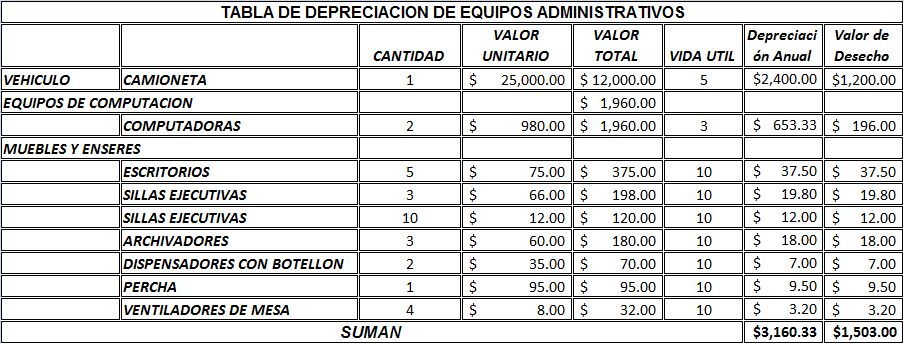 TABLA DE DEPRECIACION DE EQUIPOS ADMINISTRATIVOS
CANTIDAD VALOR UNITARIO VALOR TOTAL VIDA UTIL Depreciación Anual Valor de Desecho
VEHICULO CAMIONETA 1 $ 25,000.00 $ 12,000.00 5 $2,400.00 $1,200.00
EQUIPOS DE COMPUTACION $ 1,960.00
COMPUTADORAS 2 $ 980.00 $ 1,960.00 3 $ 653.33 $ 196.00
MUEBLES Y ENSERES
ESCRITORIOS 5 $ 75.00 $ 375.00 10 $ 37.50 $ 37.50
SILLAS EJECUTIVAS 3 $ 66.00 $ 198.00 10 $ 19.80 $ 19.80
SILLAS EJECUTIVAS 10 $ 12.00 $ 120.00 10 $ 12.00 $ 12.00
ARCHIVADORES 3 $ 60.00 $ 180.00 10 $ 18.00 $ 18.00
DISPENSADORES CON BOTELLON 2 $ 35.00 $ 70.00 10 $ 7.00 $ 7.00
PERCHA 1 $ 95.00 $ 95.00 10 $ 9.50 $ 9.50
VENTILADORES DE MESA 4 $ 8.00 $ 32.00 10 $ 3.20 $ 3.20
SUMAN $3,160.33 $1,503.00